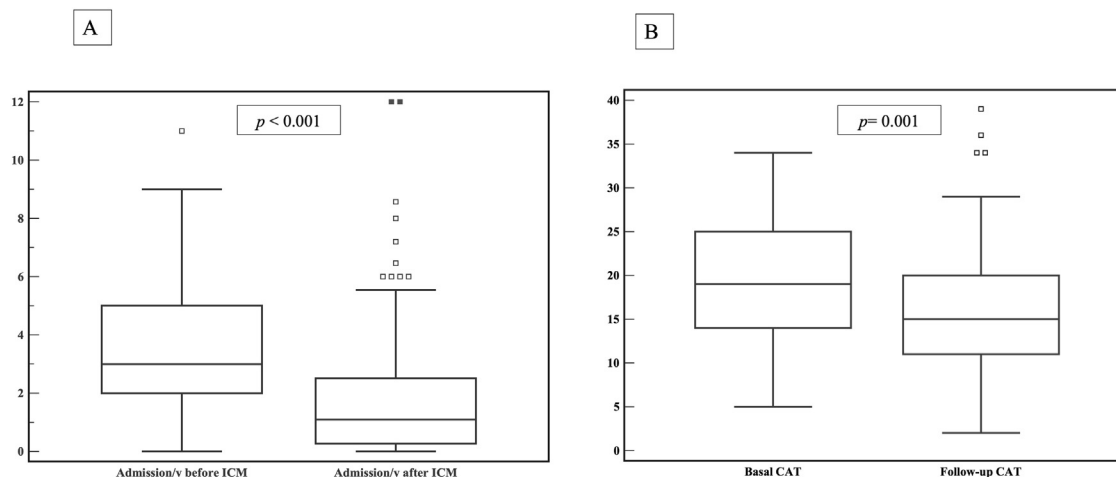 A
B
p < 0.001
12
10
8
6
4
2
0
Admission/y before ICM
Admission/y after ICM
p= 0.001
40
35
30
25
20
15
10
5
0
Basal CAT
Follow-up CAT